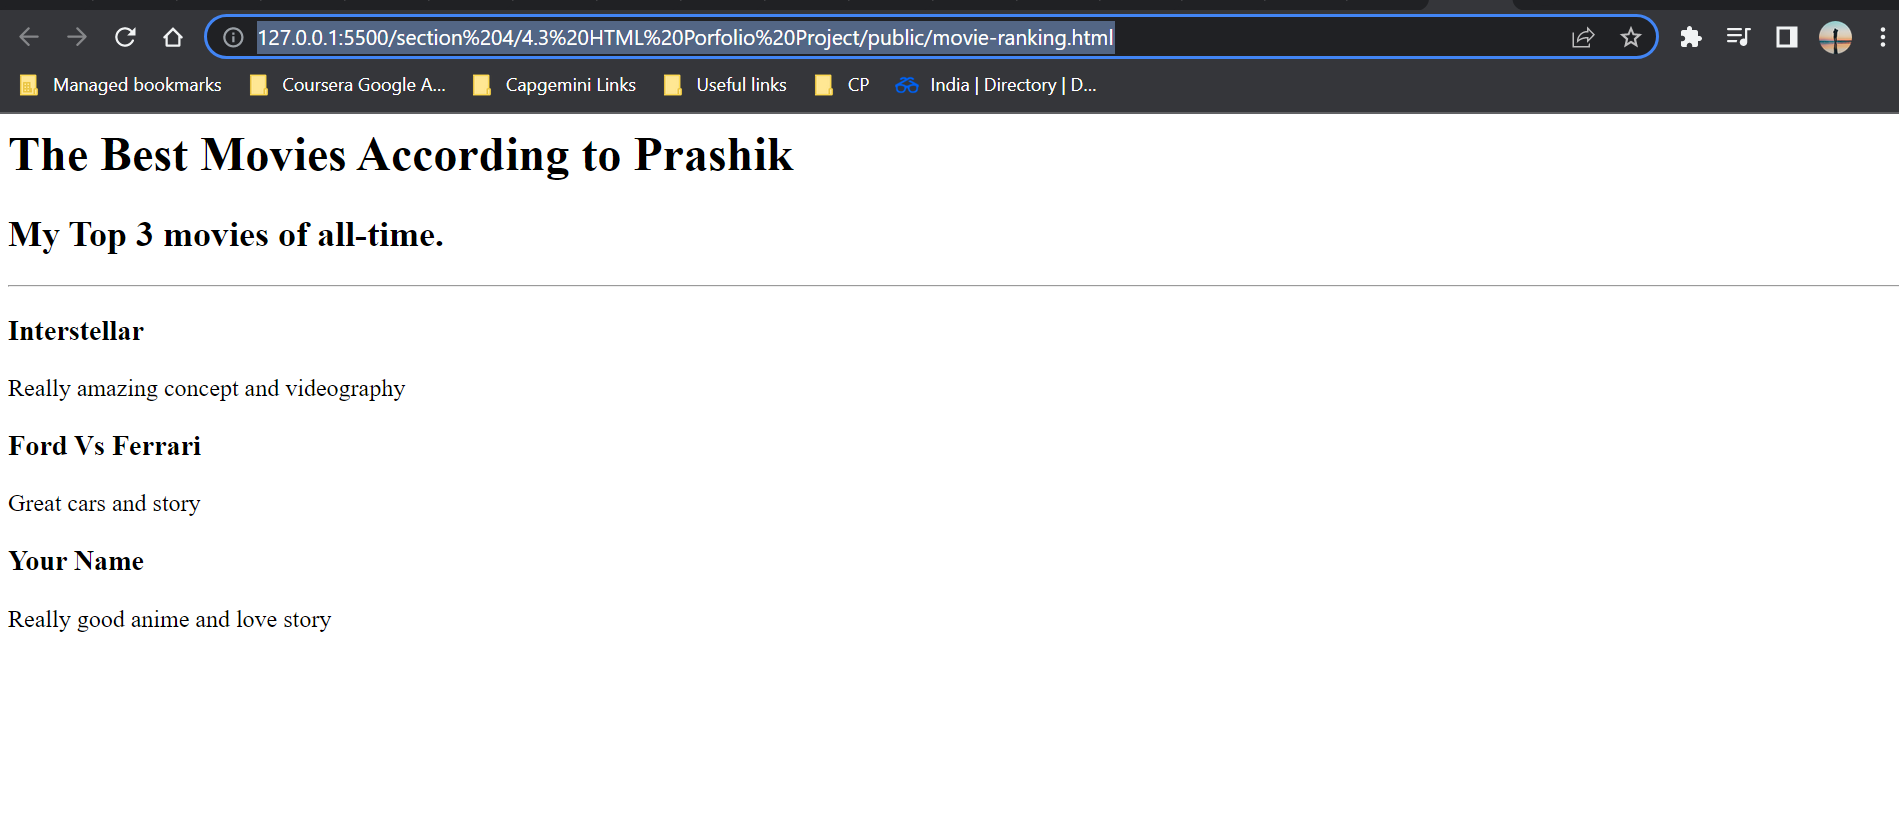 127.0.0.1:5500/section%204/4.3%20HTML%20Porfolio%20Project/public/movie-ranking.html
Managed bookmarks Coursera Google A... Capgemini Links Useful links CP India | Directory | D...
The Best Movies According to Prashik
My Top 3 movies of all-time.
Interstellar
Really amazing concept and videography
Ford Vs Ferrari
Great cars and story
Your Name
Really good anime and love story